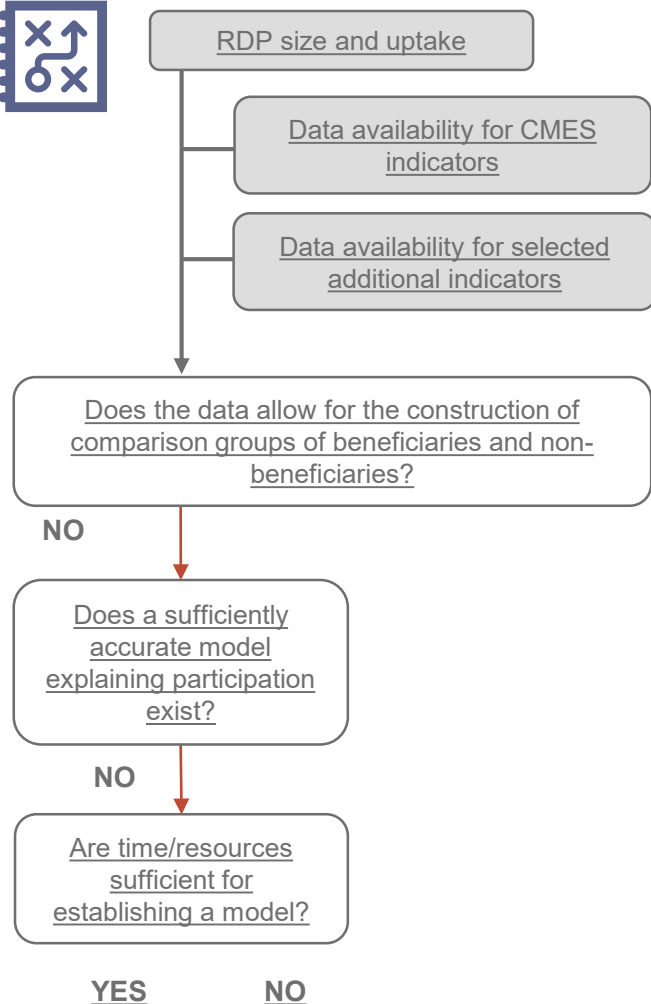 RDP size and uptake
Data availability for CMES
indicators
Data availability for selected
additional indicators
Does the data allow for the construction of
comparison groups of beneficiaries and non-
beneficiaries?
NO
Does a sufficiently
accurate model
explaining participation
exist?
NO
Are time/resources
sufficient for
establishing a model?
YES NO